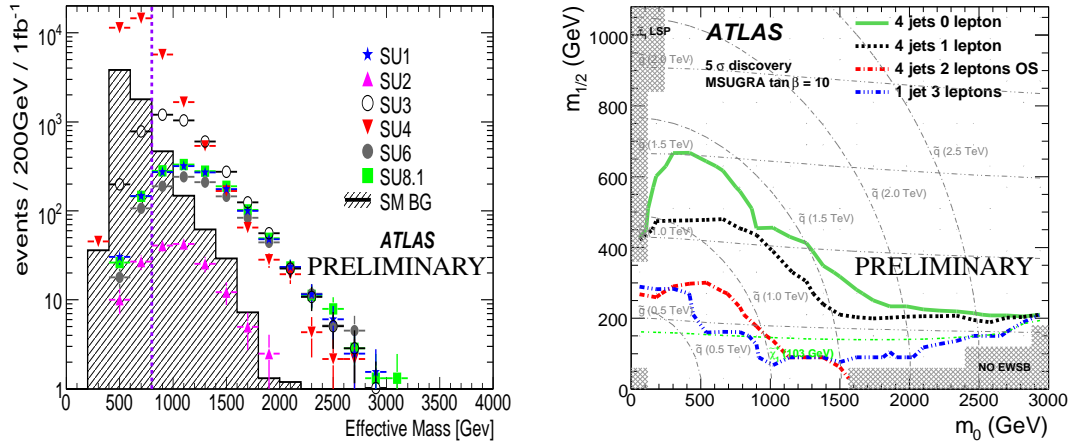 events / 200GeV / 1fb⁻¹
10⁴
10³
10²
10
1
SU1
SU2
SU3
SU4
SU6
SU8.1
SM BG
ATLAS
PRELIMINARY
0 500 1000 1500 2000 2500 3000 3500 4000
Effective Mass [Gev]
m₁/₂ (GeV)
1000
800
600
400
200
0
LSP
ATLAS
5 σ discovery
MSUGRA tan β = 10
4 jets 0 lepton
4 jets 1 lepton
4 jets 2 leptons OS
1 jet 3 leptons
(2.0 TeV)
q̃ (2.5 TeV)
(1.5 TeV)
q̃ (2.0 TeV)
q̃ (1.5 TeV)
(1.0 TeV)
PRELIMINARY
q̃ (1.0 TeV)
g̃ (0.5 TeV)
q̃ (0.5 TeV)
(103 GeV)
NO EWSB
0 500 1000 1500 2000 2500 3000
m₀ (GeV)